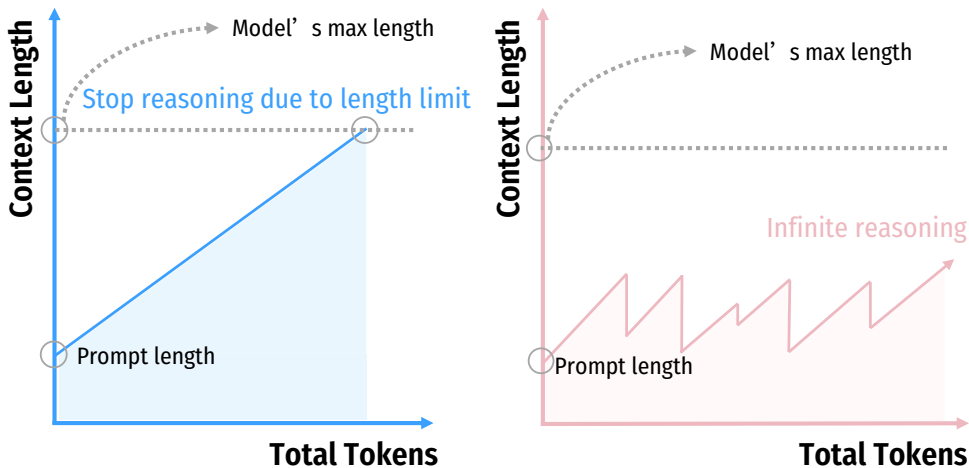 Model’s max length
Stop reasoning due to length limit
Context Length
Prompt length
Total Tokens
Model’s max length
Context Length
Infinite reasoning
Prompt length
Total Tokens